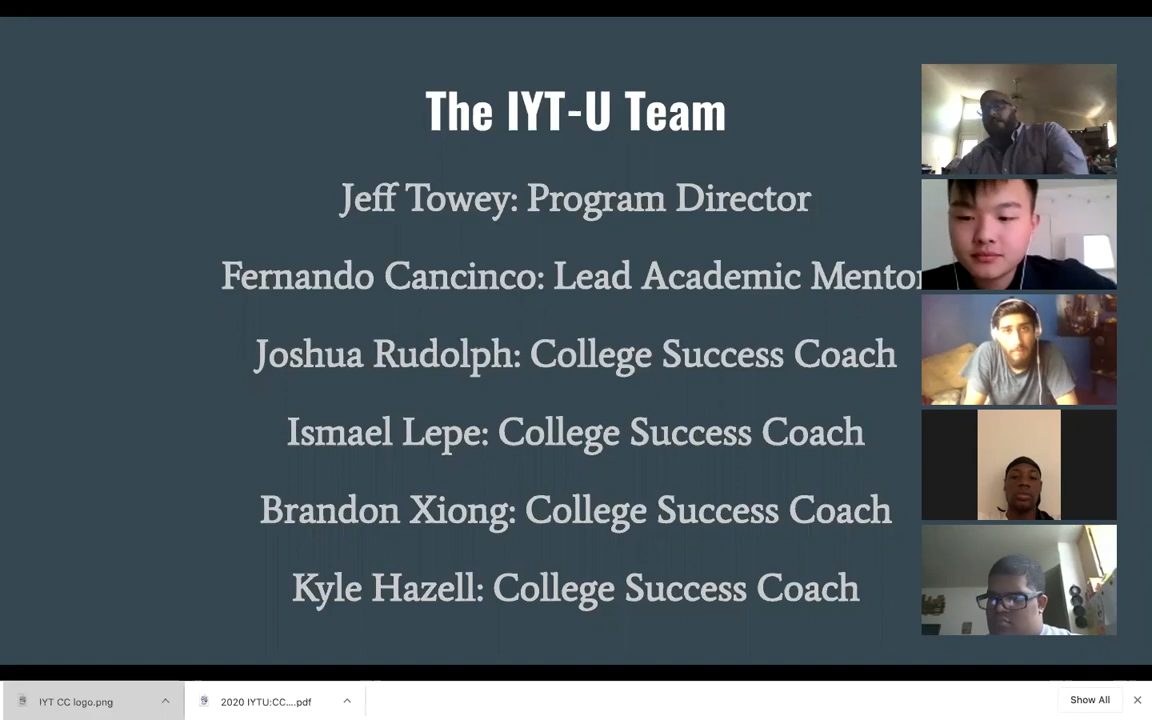 The IYT-U Team
Jeff Towey: Program Director
Fernando Cancinco: Lead Academic Mentor
Joshua Rudolph: College Success Coach
Ismael Lepe: College Success Coach
Brandon Xiong: College Success Coach
Kyle Hazell: College Success Coach
IYT CC logo.png
2020 IYTU:CC....pdf
Show All